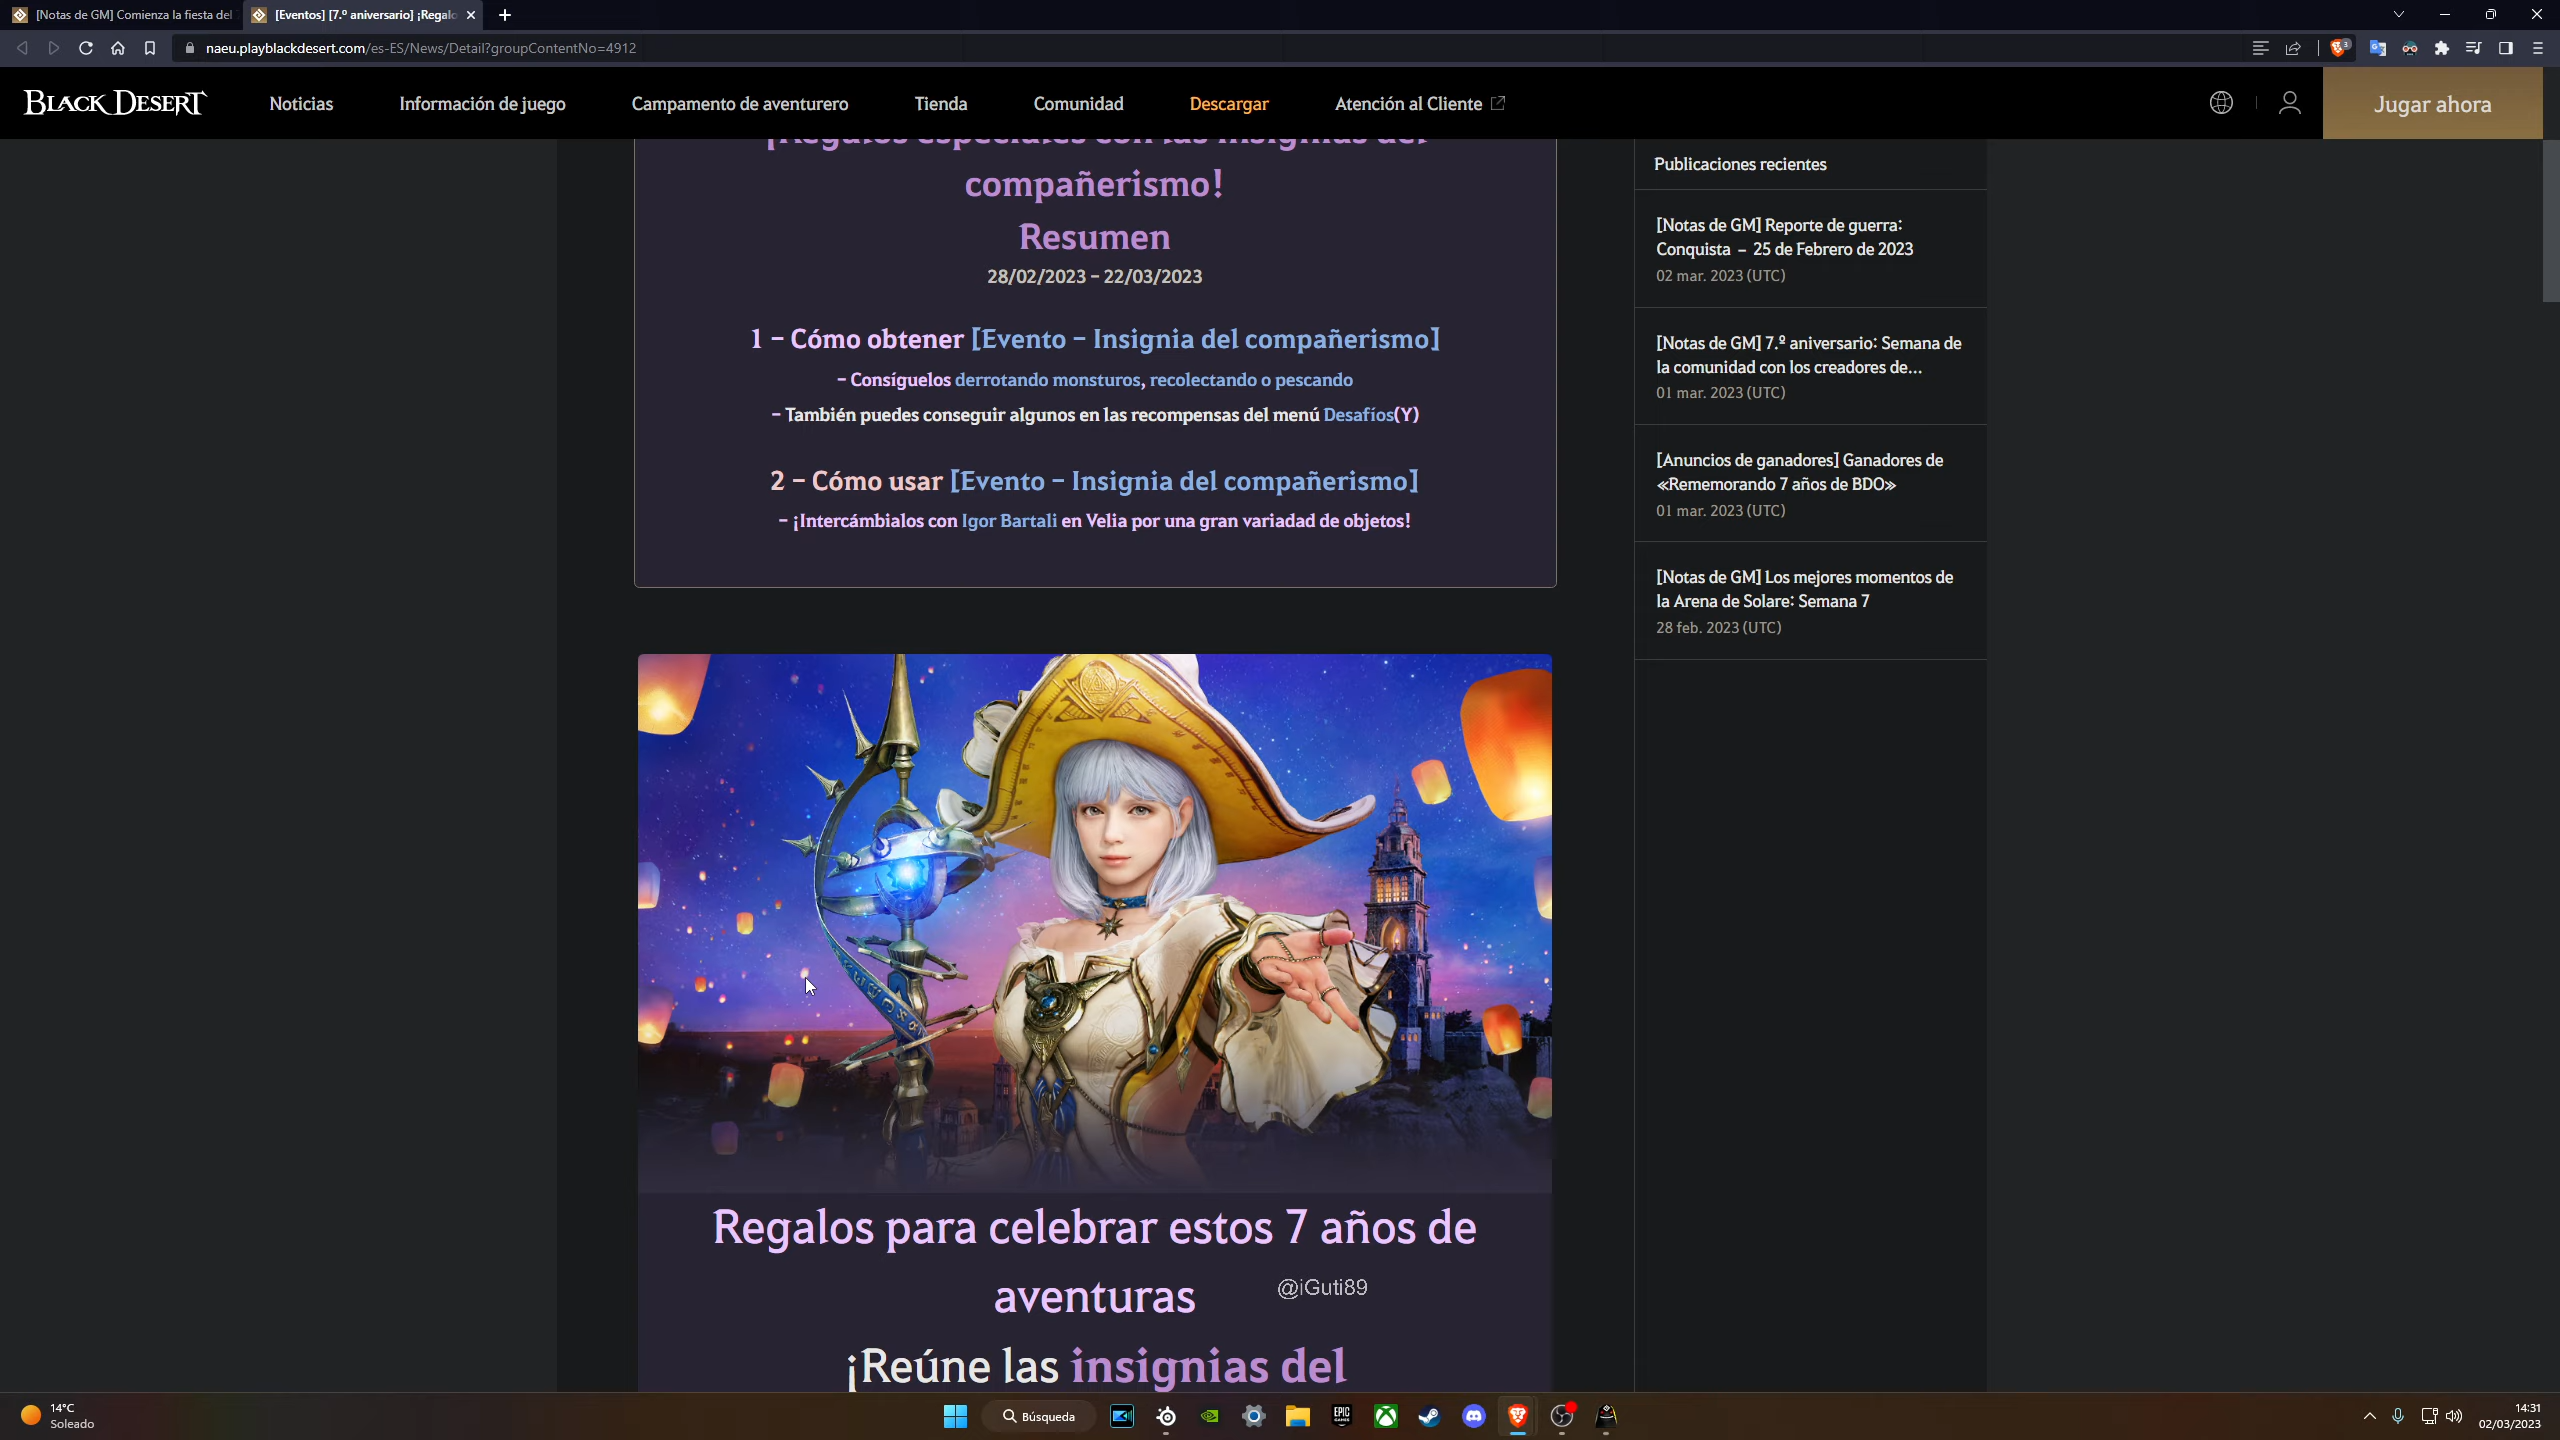 [Notas de GM] Comienza la fiesta del
[Eventos] [7.º aniversario] ¡Regalo
naeu.playblackdesert.com/es-ES/News/Detail?groupContentNo=4912
BLACK DESERT
Noticias
Información de juego
Campamento de aventurero
Tienda
Comunidad
Descargar
Atención al Cliente
Jugar ahora
¡Regalos especiales con las insignias del
compañerismo!
Resumen
28/02/2023 - 22/03/2023
1 - Cómo obtener [Evento - Insignia del compañerismo]
- Consíguelos derrotando monsturos, recolectando o pescando
- También puedes conseguir algunos en las recompensas del menú Desafíos(Y)
2 - Cómo usar [Evento - Insignia del compañerismo]
- ¡Intercámbialos con Igor Bartali en Velia por una gran variadad de objetos!
Regalos para celebrar estos 7 años de
aventuras
@iGuti89
¡Reúne las insignias del
Publicaciones recientes
[Notas de GM] Reporte de guerra:
Conquista - 25 de Febrero de 2023
02 mar. 2023 (UTC)
[Notas de GM] 7.º aniversario: Semana de
la comunidad con los creadores de...
01 mar. 2023 (UTC)
[Anuncios de ganadores] Ganadores de
«Rememorando 7 años de BDO»
01 mar. 2023 (UTC)
[Notas de GM] Los mejores momentos de
la Arena de Solare: Semana 7
28 feb. 2023 (UTC)
14°C
Soleado
Búsqueda
EPIC
GAMES
14:31
02/03/2023